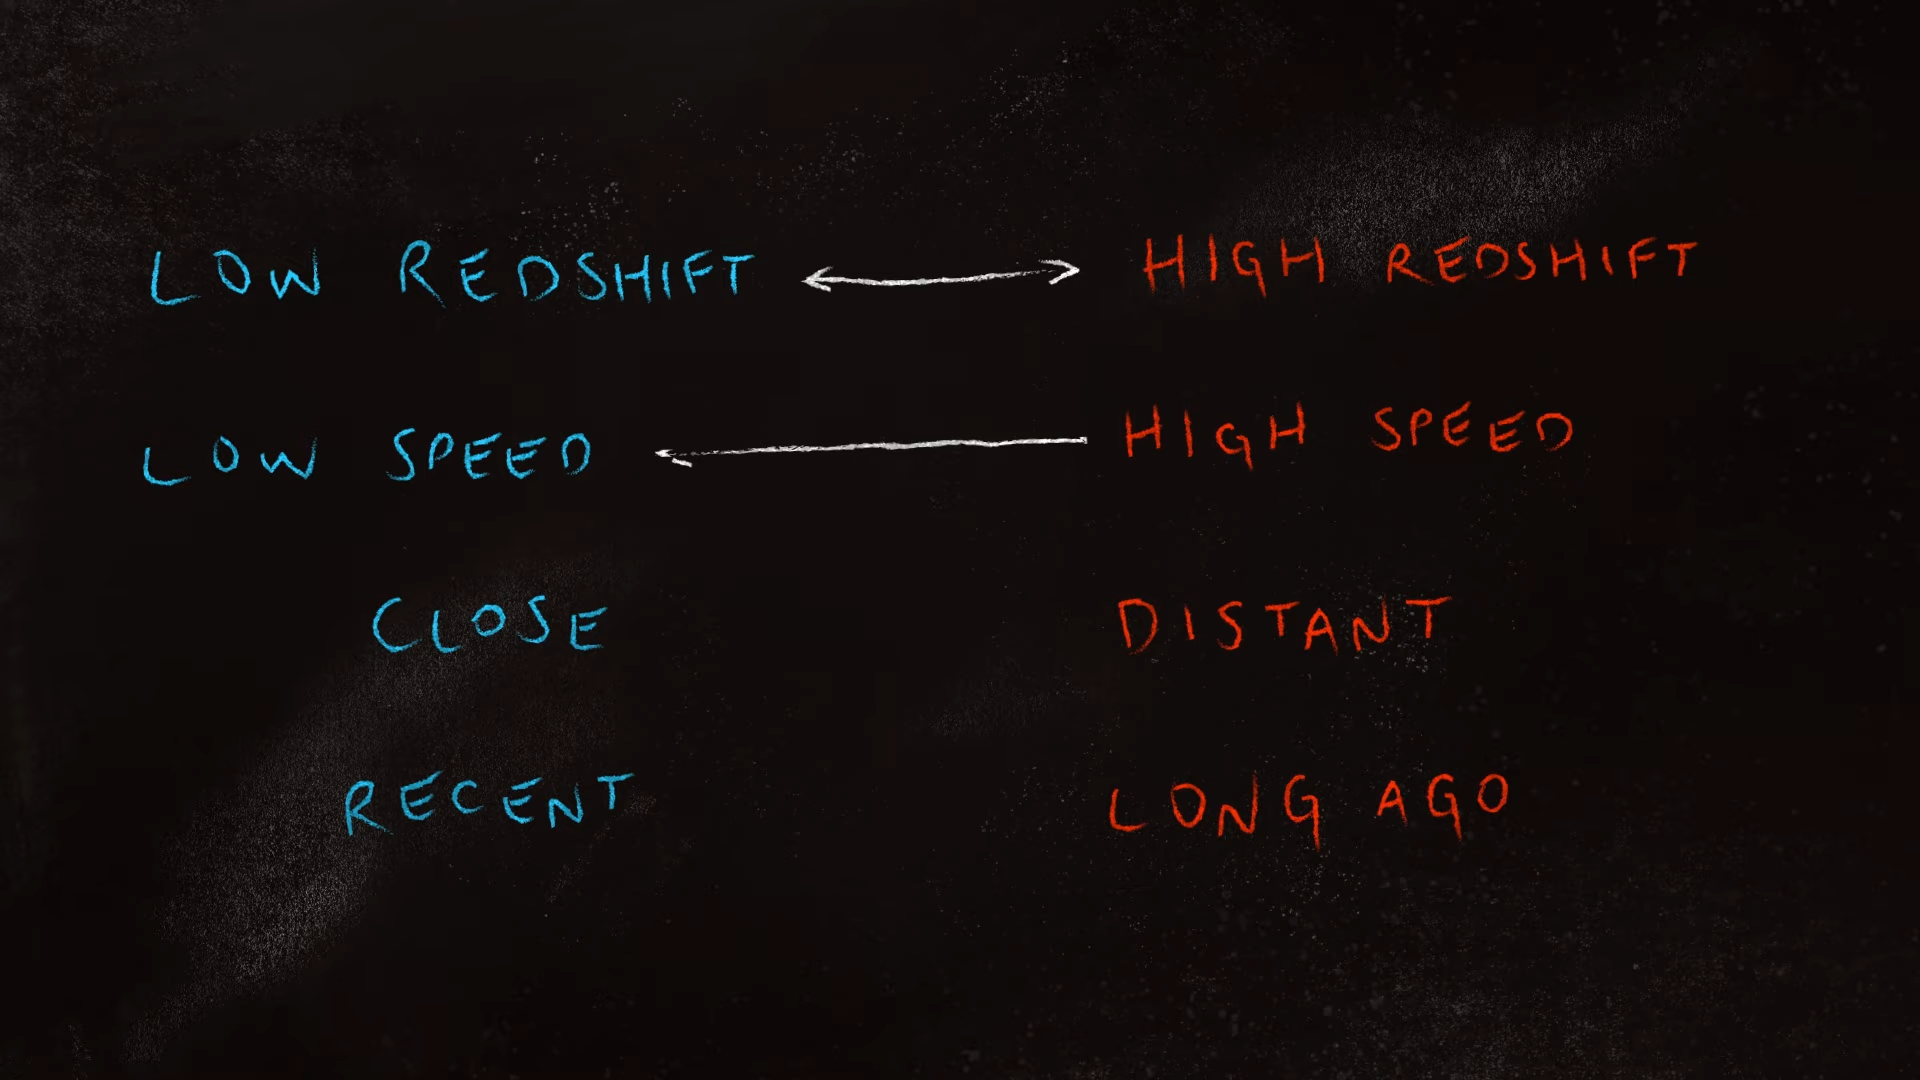 LOW REDSHIFT ↔ HIGH REDSHIFT
LOW SPEED ← HIGH SPEED
CLOSE DISTANT
RECENT LONG AGO